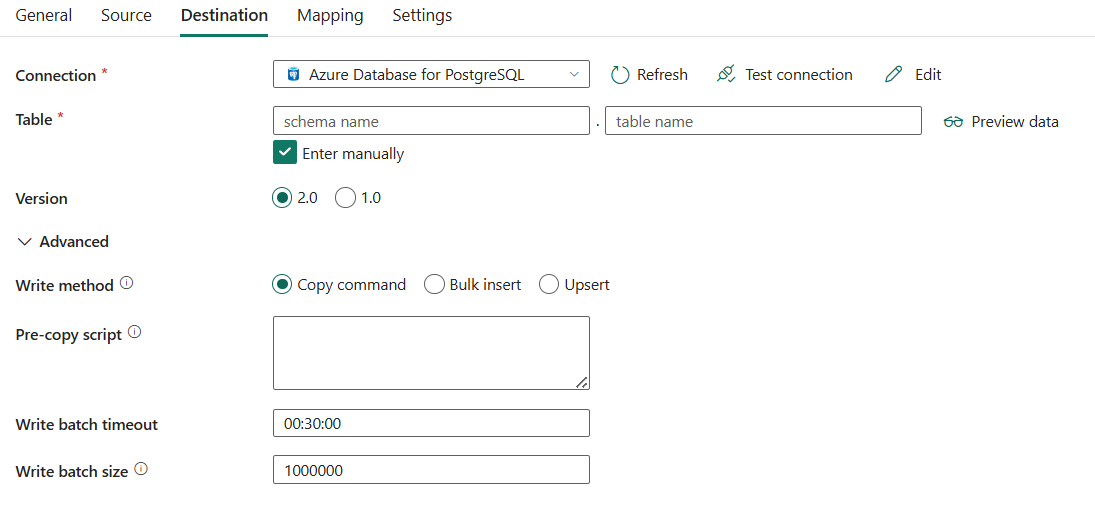 General Source Destination Mapping Settings
Connection * Azure Database for PostgreSQL Refresh Test connection Edit
Table * schema name . table name Preview data
Enter manually
Version 2.0 1.0
Advanced
Write method Copy command Bulk insert Upsert
Pre-copy script
Write batch timeout 00:30:00
Write batch size 1000000